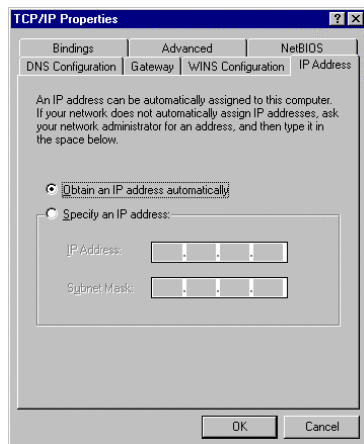 TCP/IP Properties
Bindings Advanced NetBIOS
DNS Configuration Gateway WINS Configuration IP Address
An IP address can be automatically assigned to this computer.
If your network does not automatically assign IP addresses, ask
your network administrator for an address, and then type it in
the space below.
Obtain an IP address automatically
Specify an IP address:
IP Address:
Subnet Mask:
OK Cancel